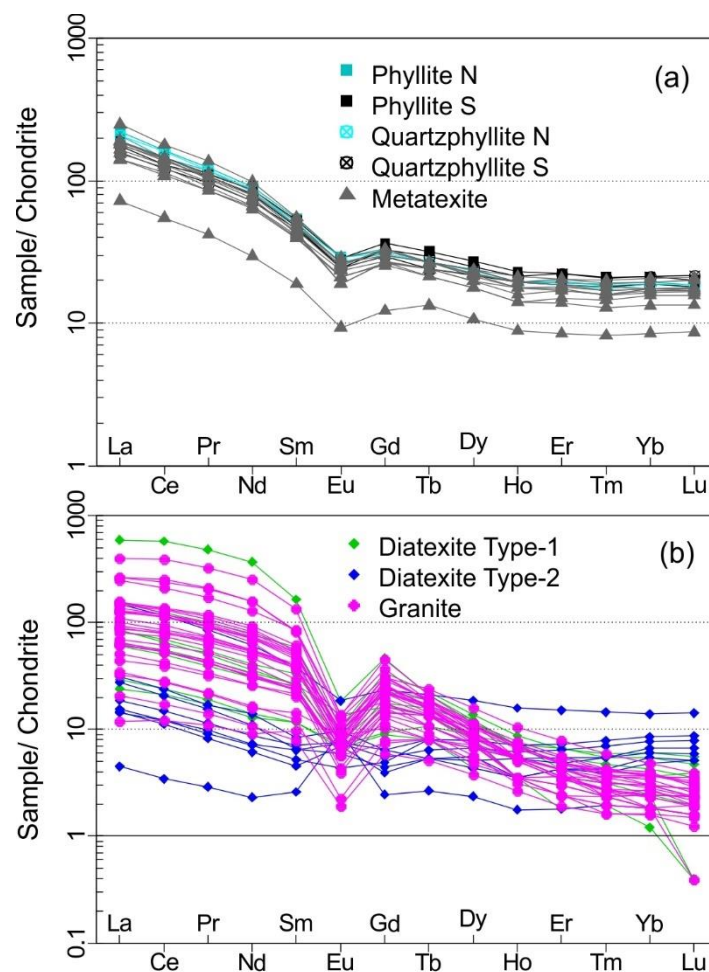 1000
(a)
Phyllite N
Phyllite S
Quartzphyllite N
Quartzphyllite S
Metatexite
100
Sample/ Chondrite
10
La Pr Sm Gd Dy Er Yb
1
Ce Nd Eu Tb Ho Tm Lu
1000
(b)
Diatexite Type-1
Diatexite Type-2
Granite
100
Sample/ Chondrite
10
1
La Pr Sm Gd Dy Er Yb
0.1
Ce Nd Eu Tb Ho Tm Lu